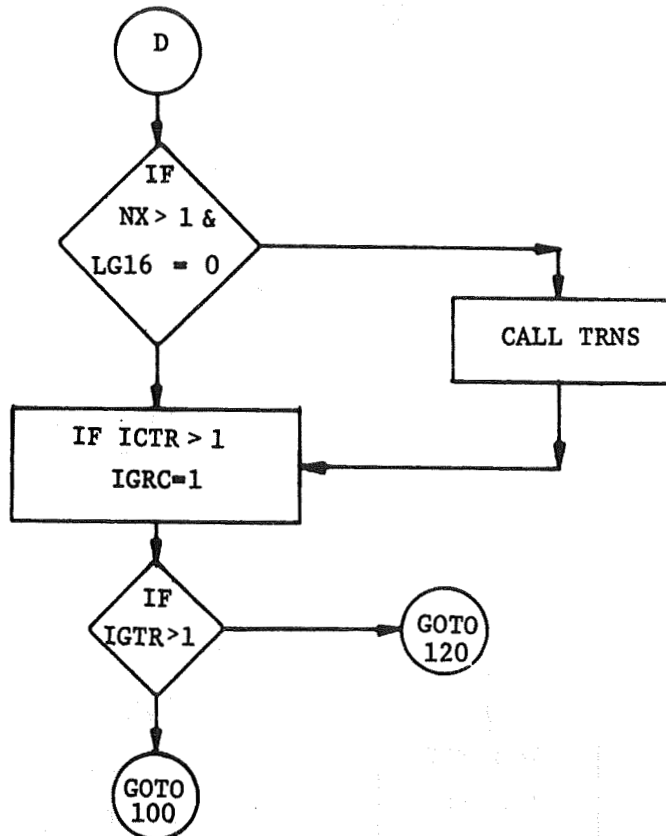 D
IF
NX > 1 &
LG16 = 0
CALL TRNS
IF ICTR > 1
IGRC=1
IF
IGTR>1
GOTO
120
GOTO
100